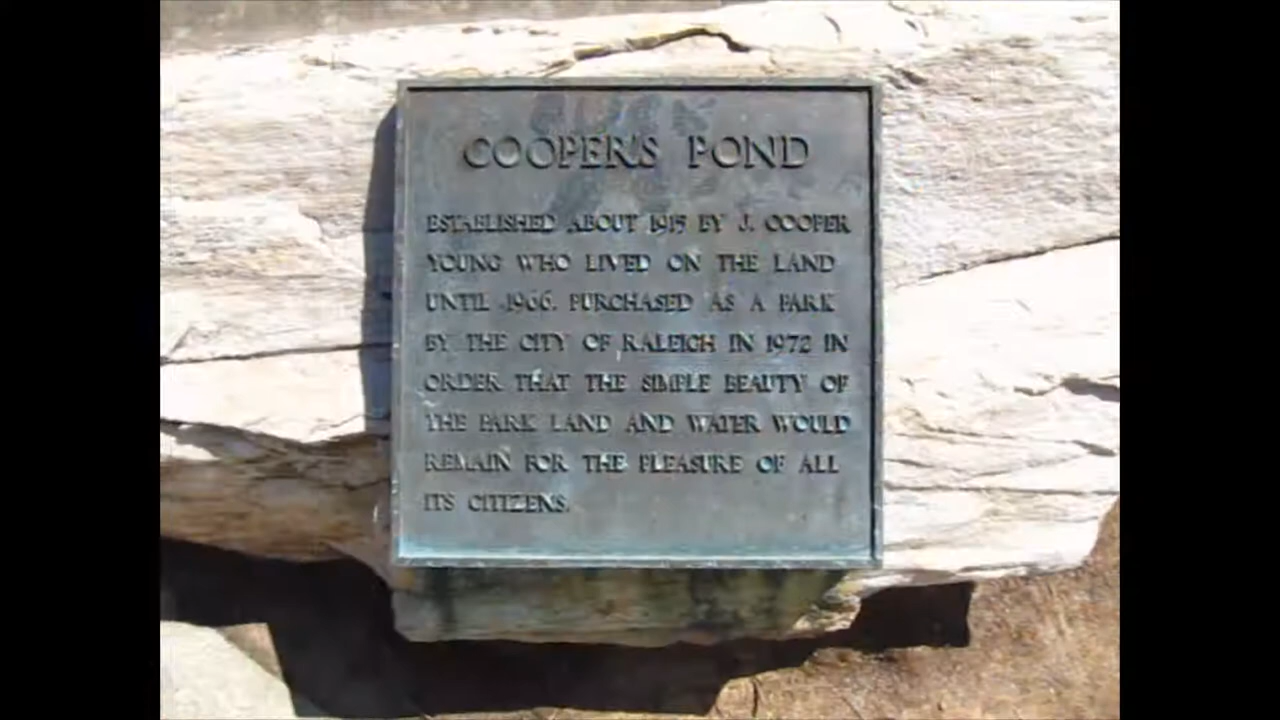 COOPER'S POND
ESTABLISHED ABOUT 1915 BY J. COOPER
YOUNG WHO LIVED ON THE LAND
UNTIL 1966. PURCHASED AS A PARK
BY THE CITY OF RALEIGH IN 1972 IN
ORDER THAT THE SIMPLE BEAUTY OF
THE PARK LAND AND WATER WOULD
REMAIN FOR THE PLEASURE OF ALL
ITS CITIZENS.